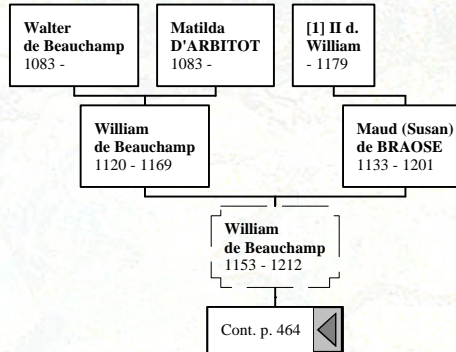 Walter
de Beauchamp
1083 -
Matilda
D'ARBITOT
1083 -
[1] II d.
William
- 1179
William
de Beauchamp
1120 - 1169
Maud (Susan)
de BRAOSE
1133 - 1201
William
de Beauchamp
1153 - 1212
Cont. p. 464